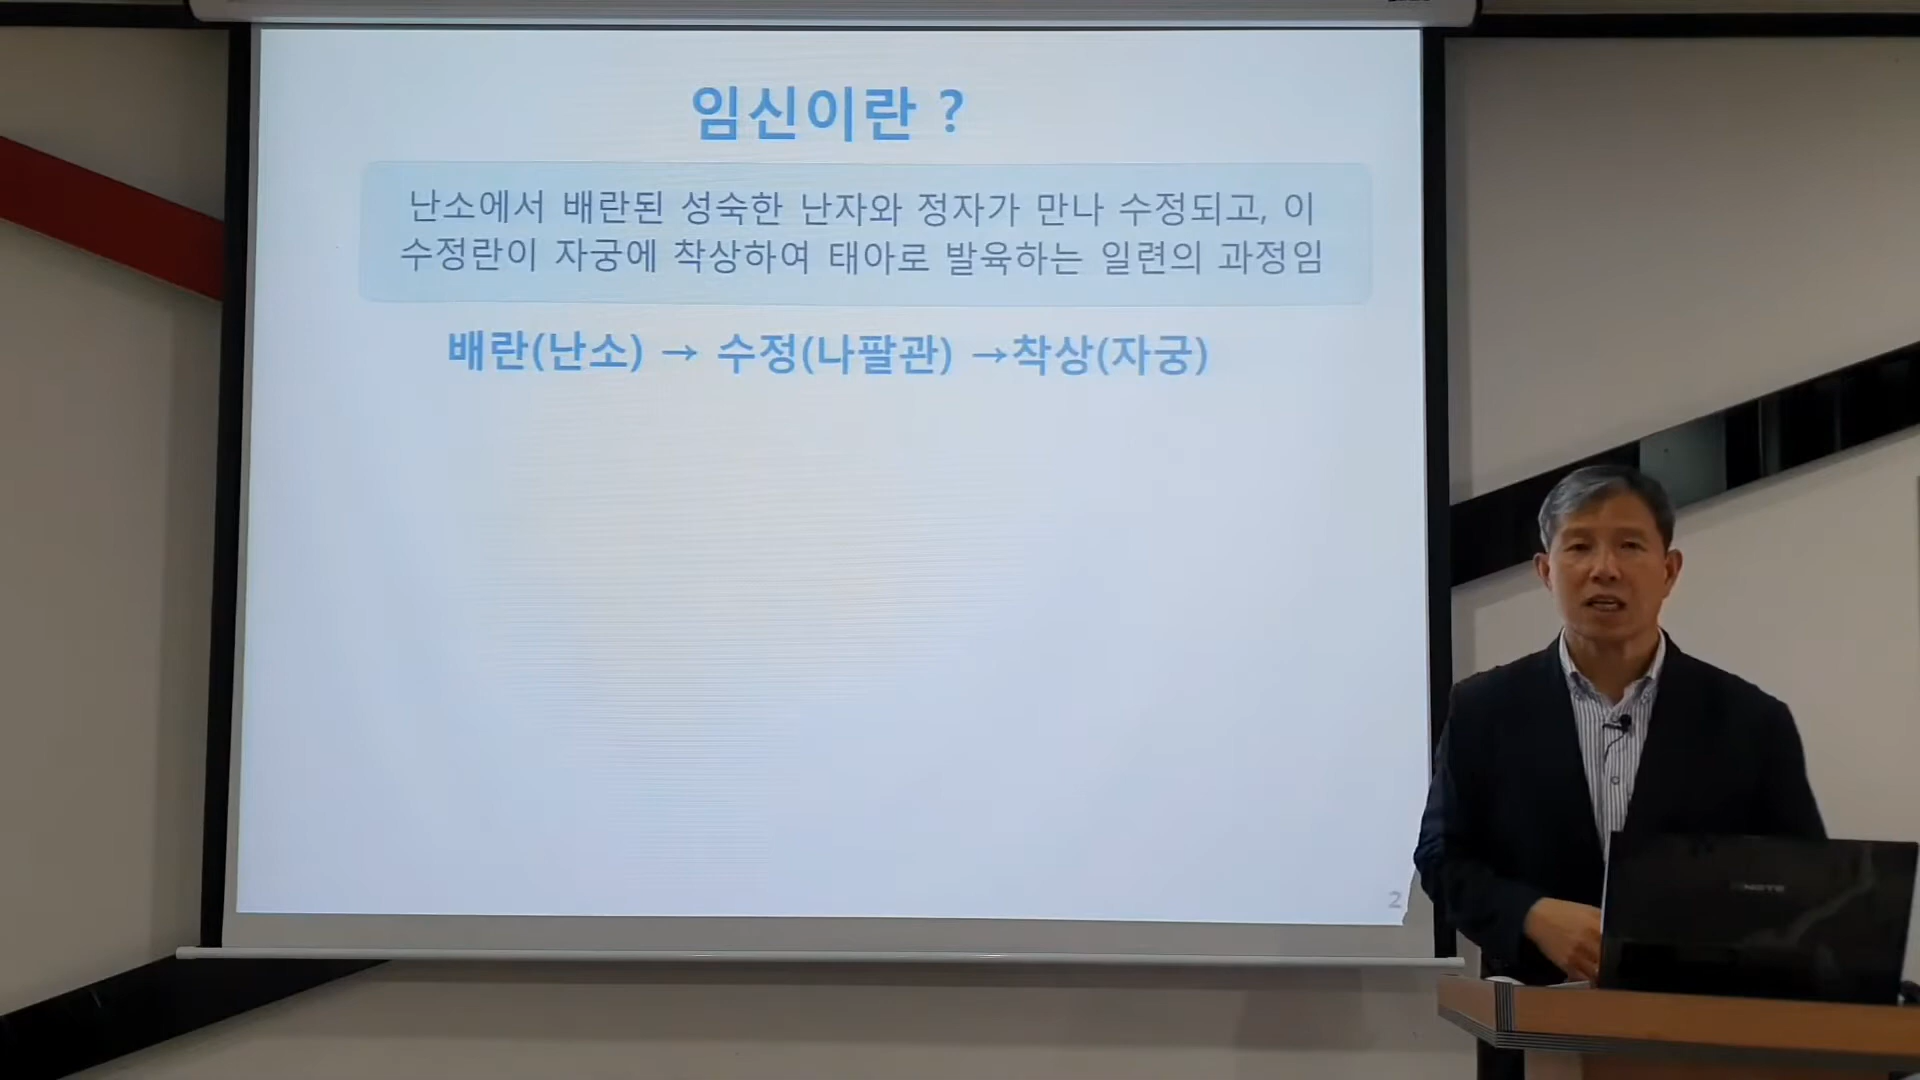 임신이란 ?
난소에서 배란된 성숙한 난자와 정자가 만나 수정되고, 이
수정란이 자궁에 착상하여 태아로 발육하는 일련의 과정임
배란(난소) → 수정(나팔관) →착상(자궁)
2